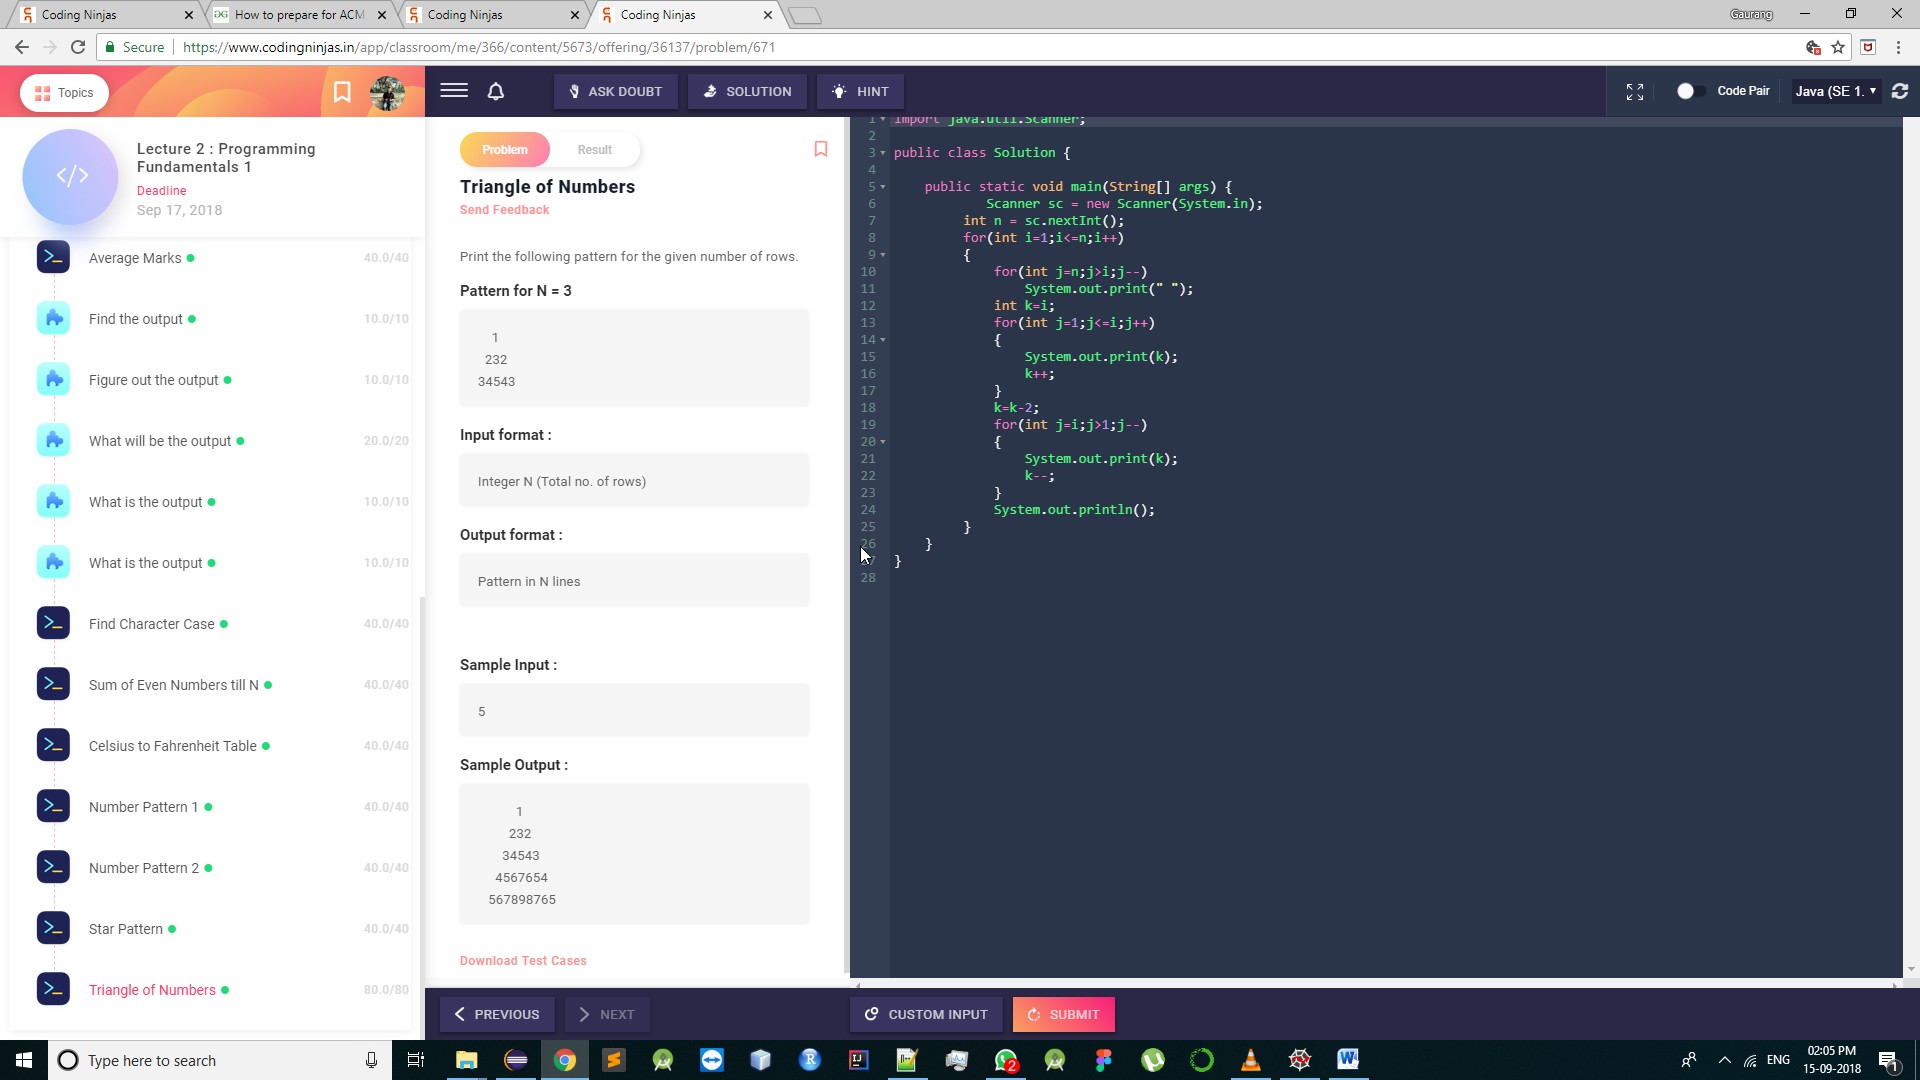 Coding Ninjas
How to prepare for ACM
Coding Ninjas
Coding Ninjas
Gaurang
Secure
https://www.codingninjas.in/app/classroom/me/366/content/5673/offering/36137/problem/671
Topics
ASK DOUBT
SOLUTION
HINT
Code Pair
Java (SE 1.
</>
Lecture 2 : Programming
Fundamentals 1
Deadline
Sep 17, 2018
Average Marks
40.0/40
Find the output
10.0/10
Figure out the output
10.0/10
What will be the output
20.0/20
What is the output
10.0/10
What is the output
10.0/10
Find Character Case
40.0/40
Sum of Even Numbers till N
40.0/40
Celsius to Fahrenheit Table
40.0/40
Number Pattern 1
40.0/40
Number Pattern 2
40.0/40
Star Pattern
40.0/40
Triangle of Numbers
80.0/80
Problem
Result
Triangle of Numbers
Send Feedback
Print the following pattern for the given number of rows.
Pattern for N = 3
1
232
34543
Input format :
Integer N (Total no. of rows)
Output format :
Pattern in N lines
Sample Input :
5
Sample Output :
1
232
34543
4567654
567898765
Download Test Cases
1 import java.util.Scanner;
2
3 public class Solution {
4
5 public static void main(String[] args) {
6 Scanner sc = new Scanner(System.in);
7 int n = sc.nextInt();
8 for(int i=1;i<=n;i++)
9 {
10 for(int j=n;j>i;j--)
11 System.out.print(" ");
12 int k=i;
13 for(int j=1;j<=i;j++)
14 {
15 System.out.print(k);
16 k++;
17 }
18 k=k-2;
19 for(int j=i;j>1;j--)
20 {
21 System.out.print(k);
22 k--;
23 }
24 System.out.println();
25 }
26 }
27 }
28
PREVIOUS
NEXT
CUSTOM INPUT
SUBMIT
Type here to search
2
ENG
02:05 PM
15-09-2018
1